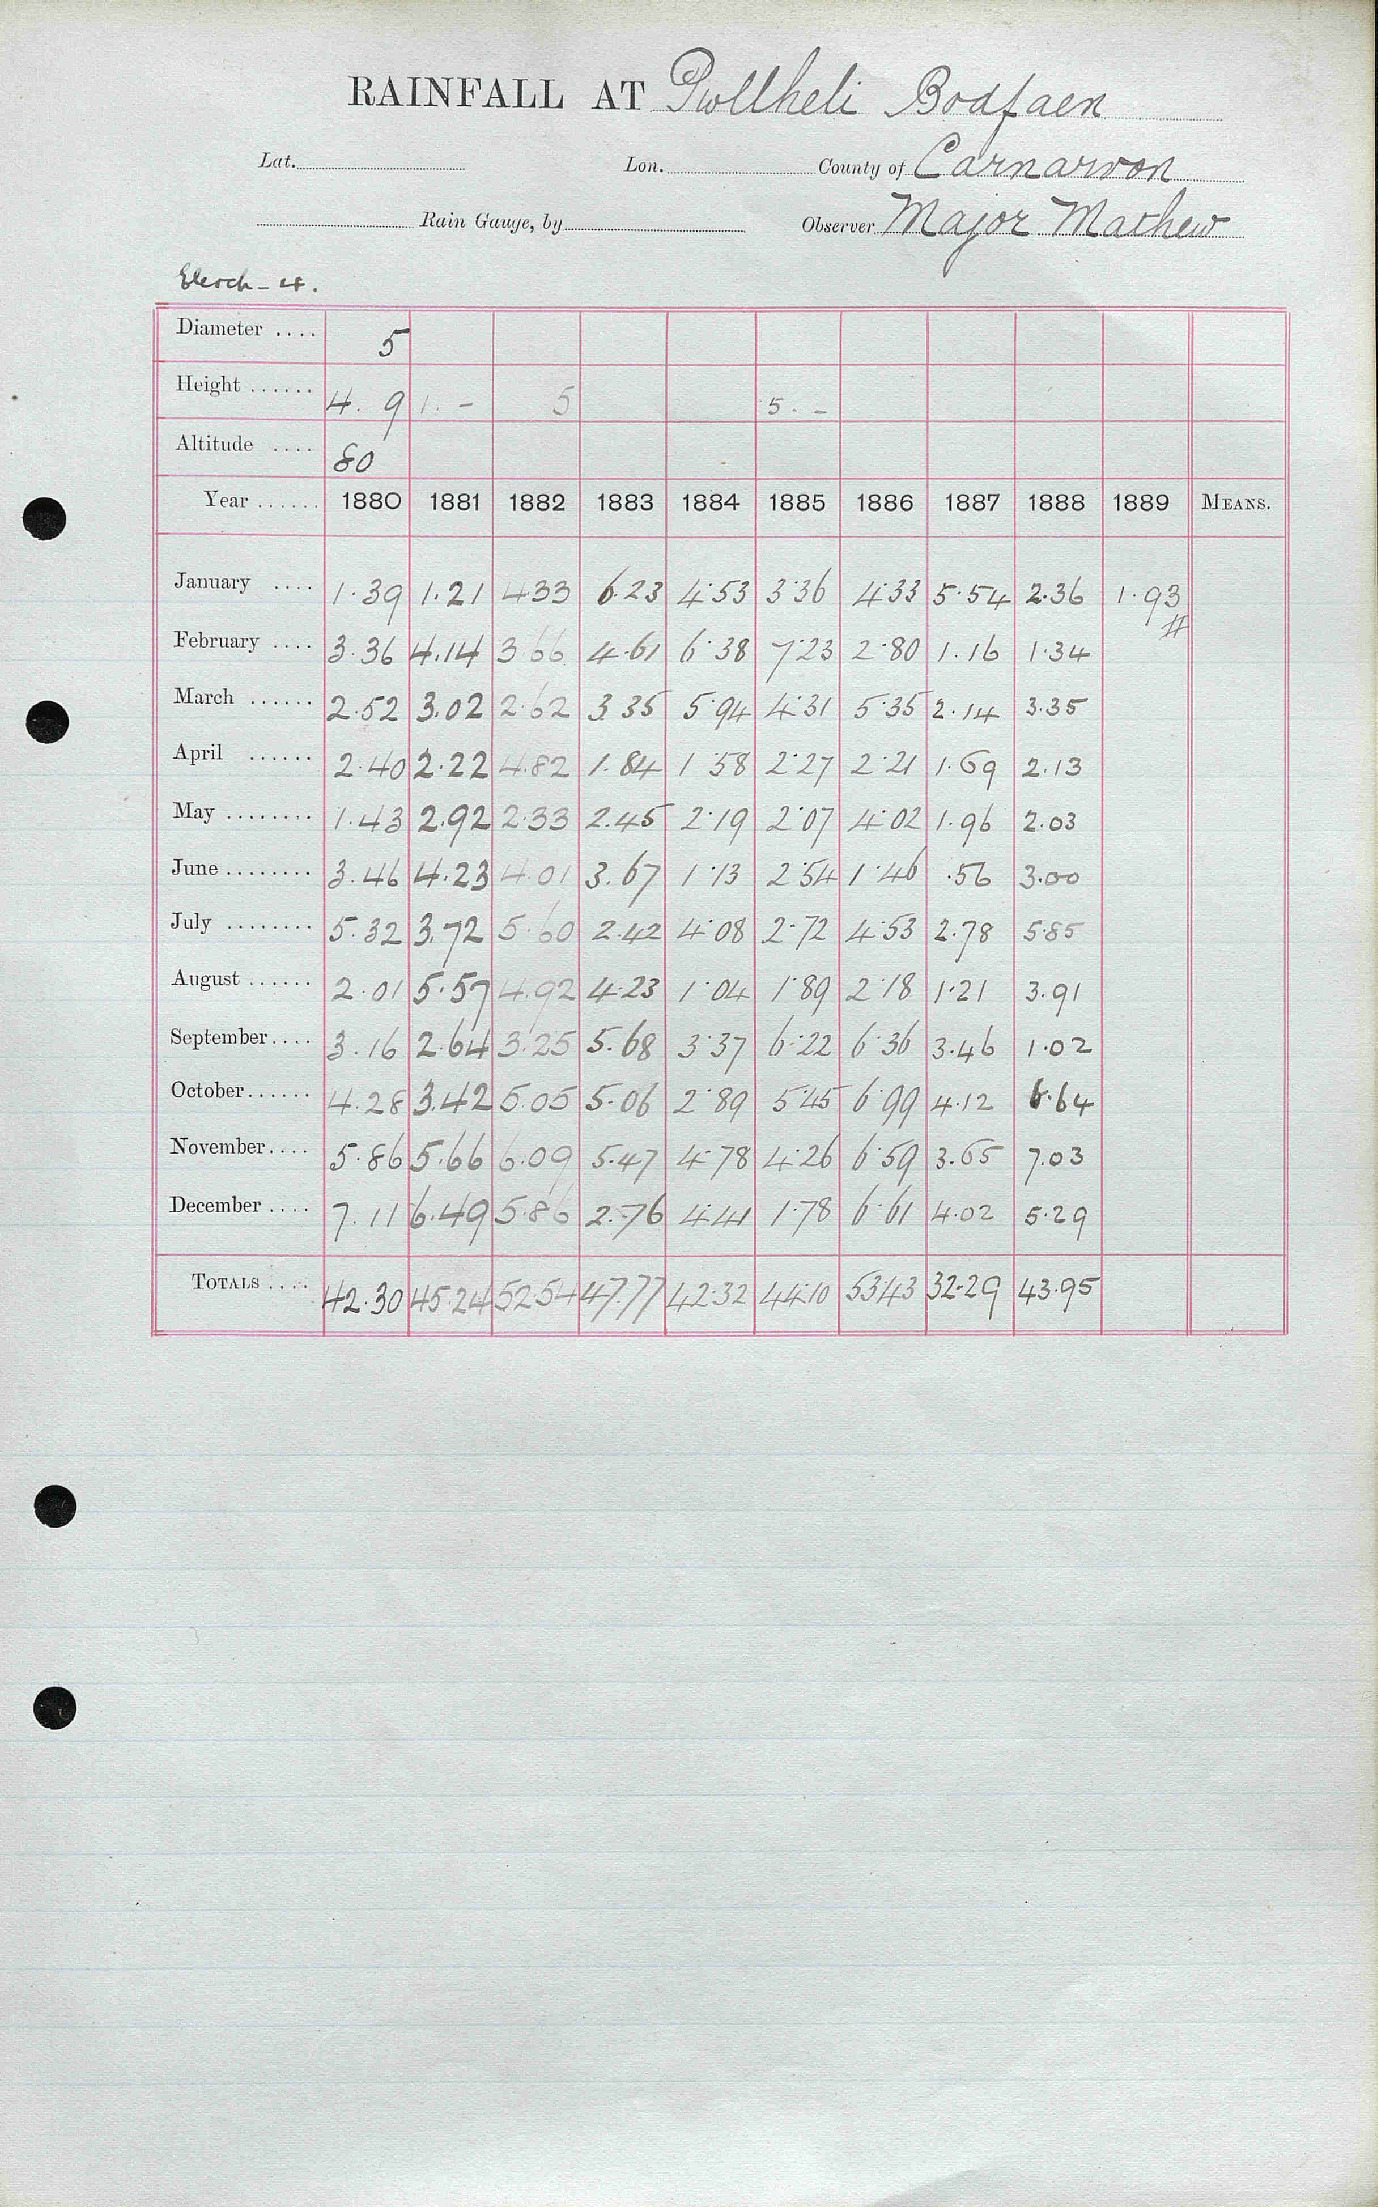 RAINFALL AT Pwllheli Bodfaen
Lat. Lon. County of Carnarvon
Rain Gauge, by Observer Major Mathew
4.
Diameter .... 5
Height ...... 4. 9 1. - 5 5. -
Altitude .... 80
Year ...... 1880 1881 1882 1883 1884 1885 1886 1887 1888 1889 MEANS.
January .... 1.39 1.21 4.33 6.23 4.53 3.36 4.33 5.54 2.36 1.93
#
February .... 3.36 4.14 3.66 4.61 6.38 7.23 2.80 1.16 1.34
March ...... 2.52 3.02 2.62 3.35 5.94 4.31 5.35 2.14 3.35
April ...... 2.40 2.22 4.82 1.84 1.58 2.27 2.21 1.69 2.13
May ........ 1.43 2.92 2.33 2.45 2.19 2.07 4.02 1.96 2.03
June ........ 3.46 4.23 4.01 3.67 1.13 2.54 1.46 .56 3.00
July ........ 5.32 3.72 5.60 2.42 4.08 2.72 4.53 2.78 5.85
August ...... 2.01 5.57 4.92 4.23 1.04 1.89 2.18 1.21 3.91
September .... 3.16 2.64 3.25 5.68 3.37 6.22 6.36 3.46 1.02
October ...... 4.28 3.42 5.05 5.06 2.89 5.45 6.99 4.12 6.64
November .... 5.86 5.66 6.09 5.47 4.78 4.26 6.59 3.65 7.03
December .... 7.11 6.49 5.86 2.76 4.41 1.78 6.61 4.02 5.29
TOTALS .... 42.30 45.24 52.54 47.77 42.32 44.10 53.43 32.29 43.95